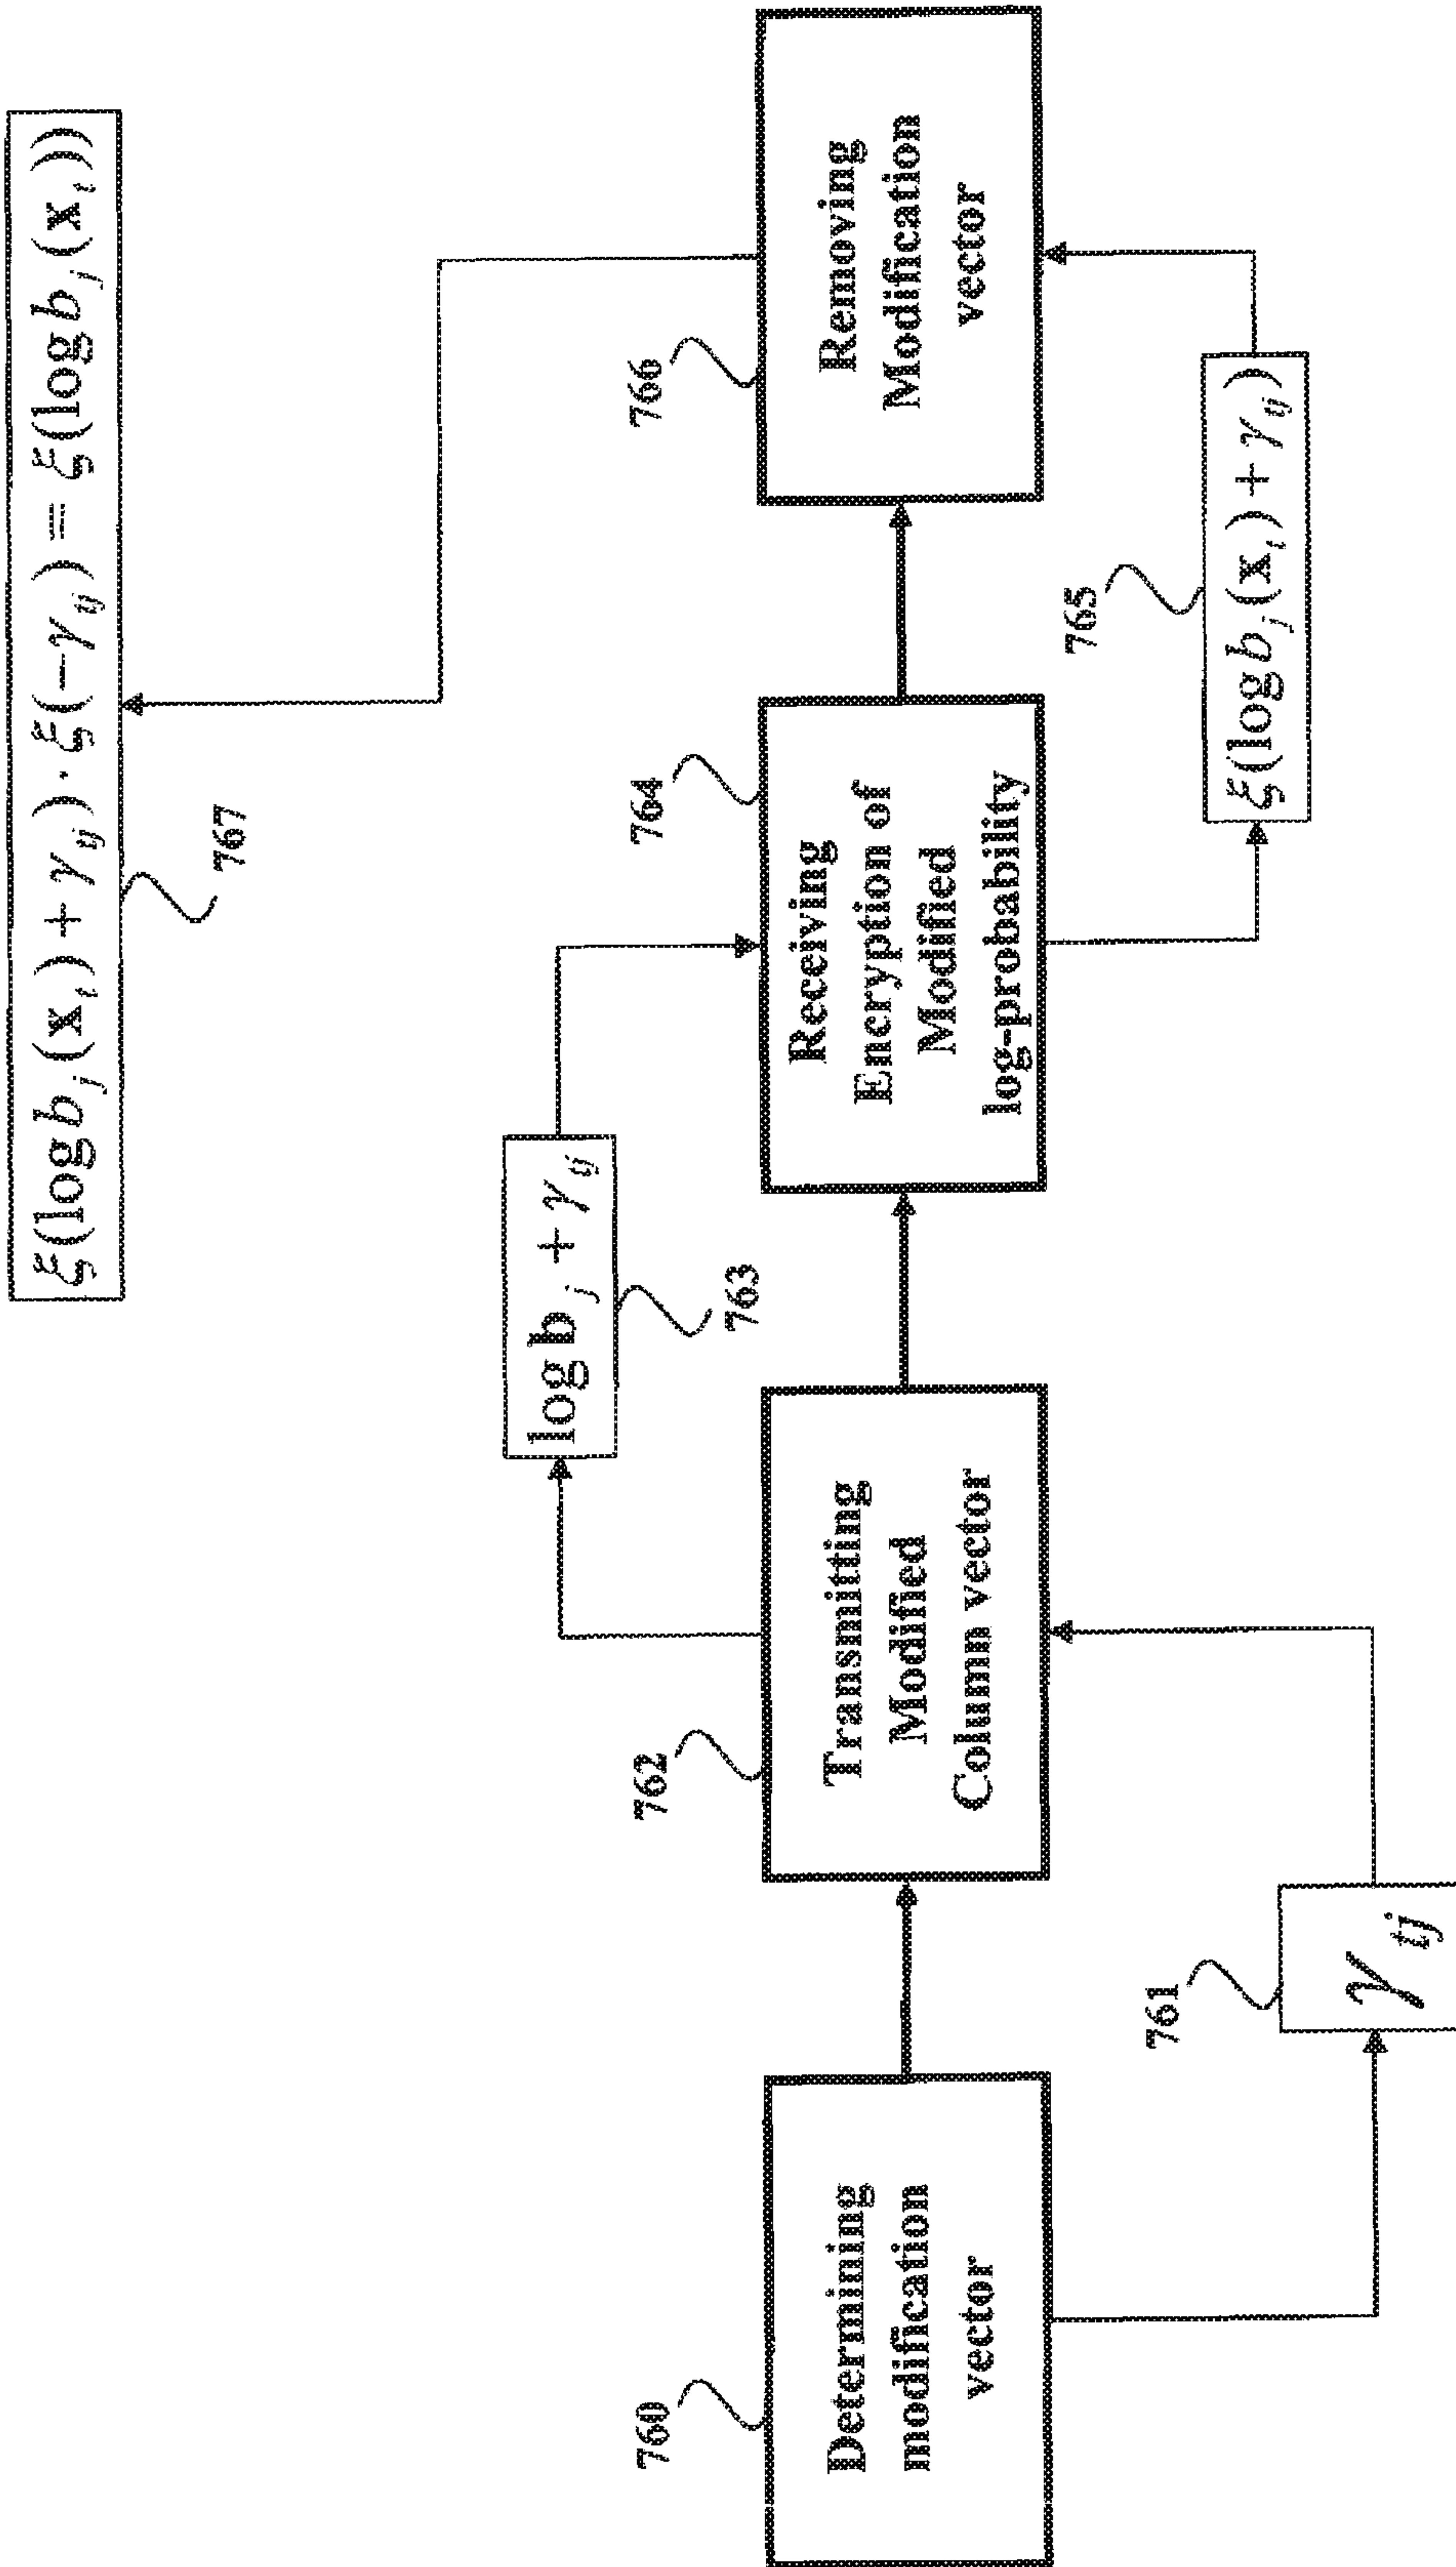 ξ(log b_j(x_t) + γ_tj) · ξ(−γ_tj) = ξ(log b_j(x_t))
767
log b_j + γ_tj
763
760
Determining
modification
vector
762
Transmitting
Modified
Column vector
764
Receiving
Encryption of
Modified
log-probability
766
Removing
Modification
vector
761
γ_tj
765
ξ(log b_j(x_t) + γ_tj)